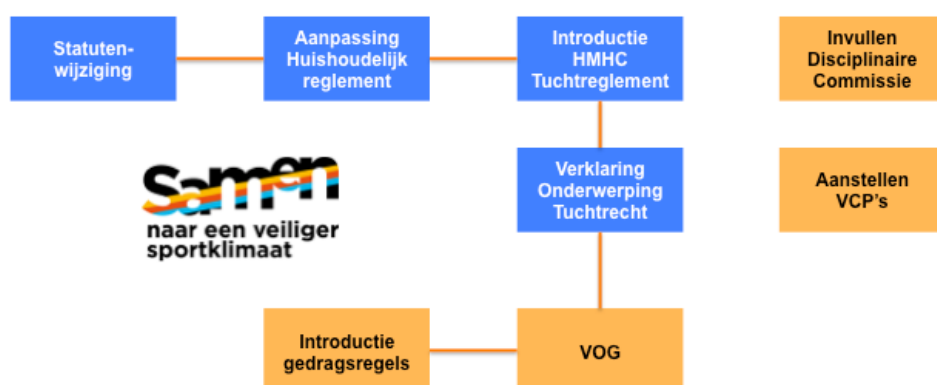 Statuten-
wijziging
Aanpassing
Huishoudelijk
reglement
Introductie
HMHC
Tuchtreglement
Invullen
Disciplinaire
Commissie
Samen
naar een veiliger
sportklimaat
Verklaring
Onderwerping
Tuchtrecht
Aanstellen
VCP's
Introductie
gedragsregels
VOG